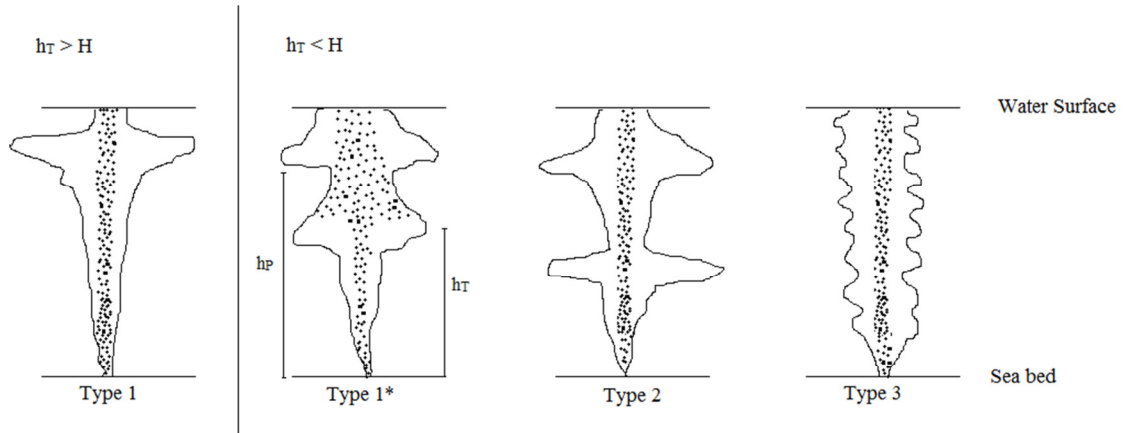 hT > H
hT < H
Water Surface
hP
hT
Sea bed
Type 1
Type 1*
Type 2
Type 3